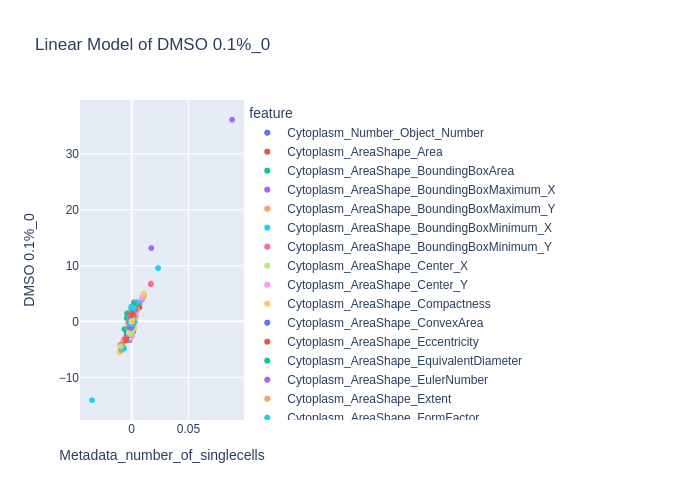 Linear Model of DMSO 0.1%_0
feature
Cytoplasm_Number_Object_Number
Cytoplasm_AreaShape_Area
Cytoplasm_AreaShape_BoundingBoxArea
Cytoplasm_AreaShape_BoundingBoxMaximum_X
Cytoplasm_AreaShape_BoundingBoxMaximum_Y
Cytoplasm_AreaShape_BoundingBoxMinimum_X
Cytoplasm_AreaShape_BoundingBoxMinimum_Y
Cytoplasm_AreaShape_Center_X
Cytoplasm_AreaShape_Center_Y
Cytoplasm_AreaShape_Compactness
Cytoplasm_AreaShape_ConvexArea
Cytoplasm_AreaShape_Eccentricity
Cytoplasm_AreaShape_EquivalentDiameter
Cytoplasm_AreaShape_EulerNumber
Cytoplasm_AreaShape_Extent
Cytoplasm_AreaShape_FormFactor
30
20
10
0
−10
DMSO 0.1%_0
0
0.05
Metadata_number_of_singlecells